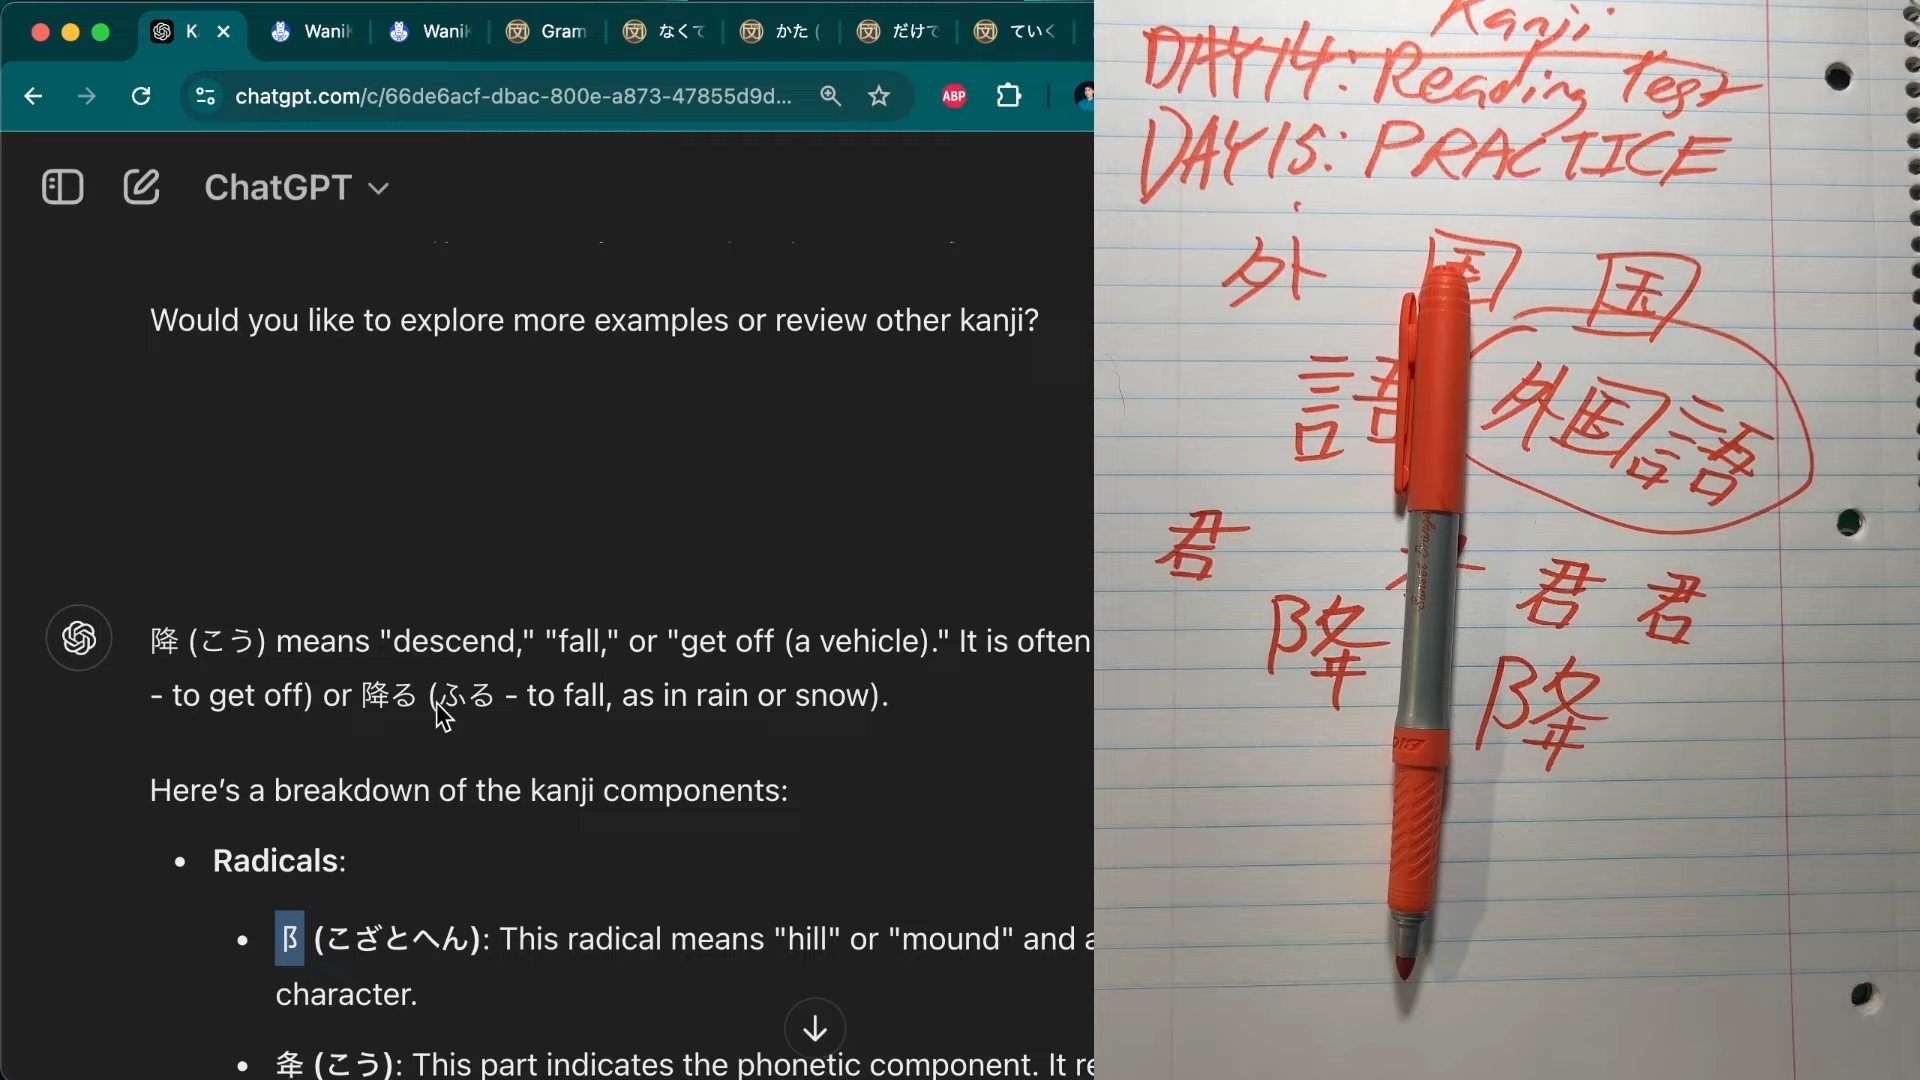 K
Wani
Wani
Gram
なくて
かた (
だけで
ていく
chatgpt.com/c/66de6acf-dbac-800e-a873-47855d9d...
ABP
ChatGPT
Would you like to explore more examples or review other kanji?
降 (こう) means "descend," "fall," or "get off (a vehicle)." It is often
- to get off) or 降る (ふる - to fall, as in rain or snow).
Here's a breakdown of the kanji components:
• Radicals:
• 阝 (こざとへん): This radical means "hill" or "mound" and a
character.
• 夅 (こう): This part indicates the phonetic component. It re
Kanji
DAY 14: Reading Test
DAY 15: PRACTICE
外 国 国
語
外国語
君 君 君
降
降
Sunset Orange